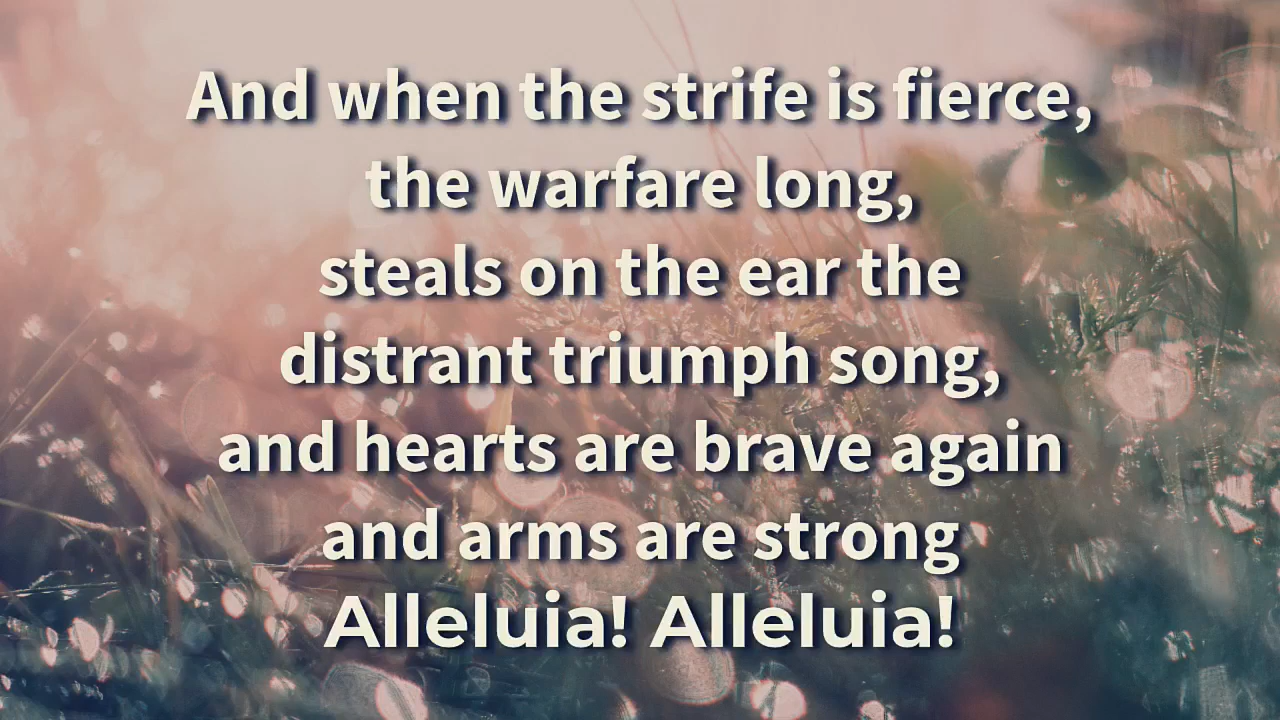 And when the strife is fierce,
the warfare long,
steals on the ear the
distrant triumph song,
and hearts are brave again
and arms are strong
Alleluia! Alleluia!